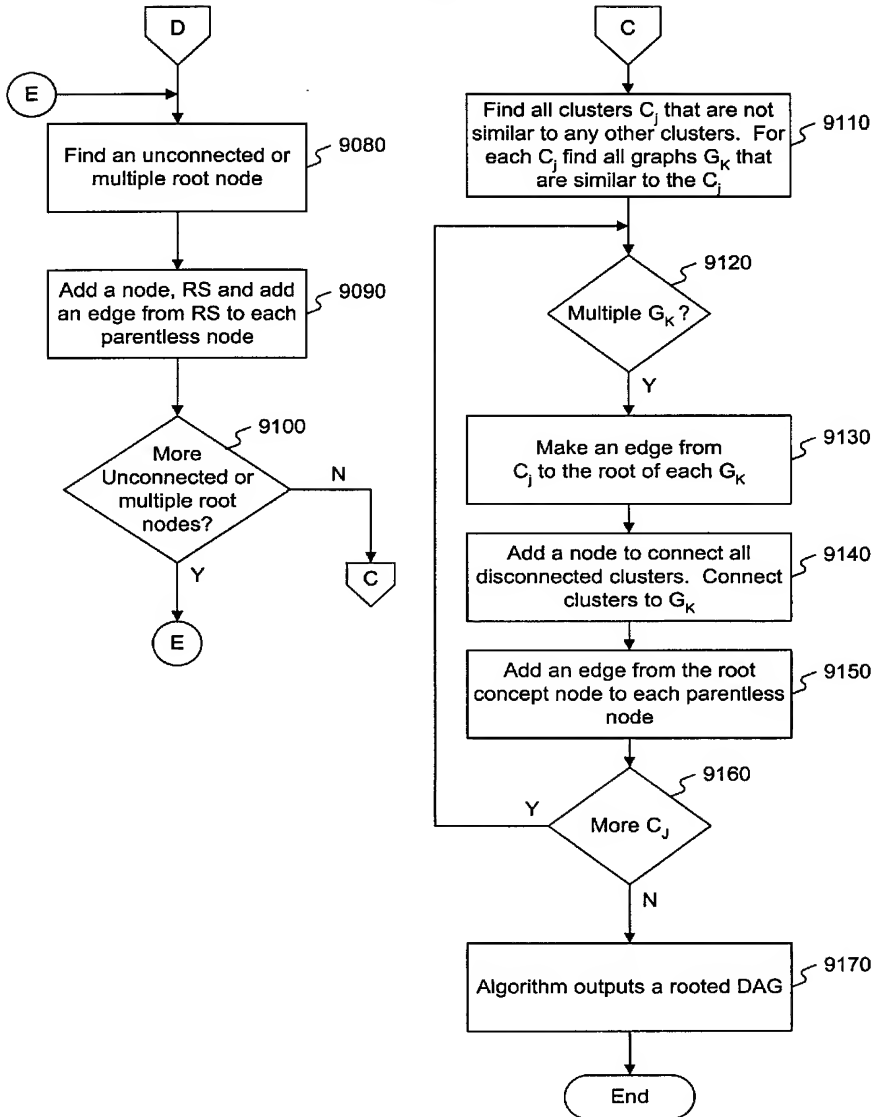 D
E
Find an unconnected or
multiple root node
9080
Add a node, RS and add
an edge from RS to each
parentless node
9090
More
Unconnected or
multiple root
nodes?
9100
N
C
Y
E
C
Find all clusters Cj that are not
similar to any other clusters. For
each Cj find all graphs GK that
are similar to the Cj
9110
Multiple GK?
9120
Y
Make an edge from
Cj to the root of each GK
9130
Add a node to connect all
disconnected clusters. Connect
clusters to GK
9140
Add an edge from the root
concept node to each parentless
node
9150
More CJ
9160
Y
N
Algorithm outputs a rooted DAG
9170
End